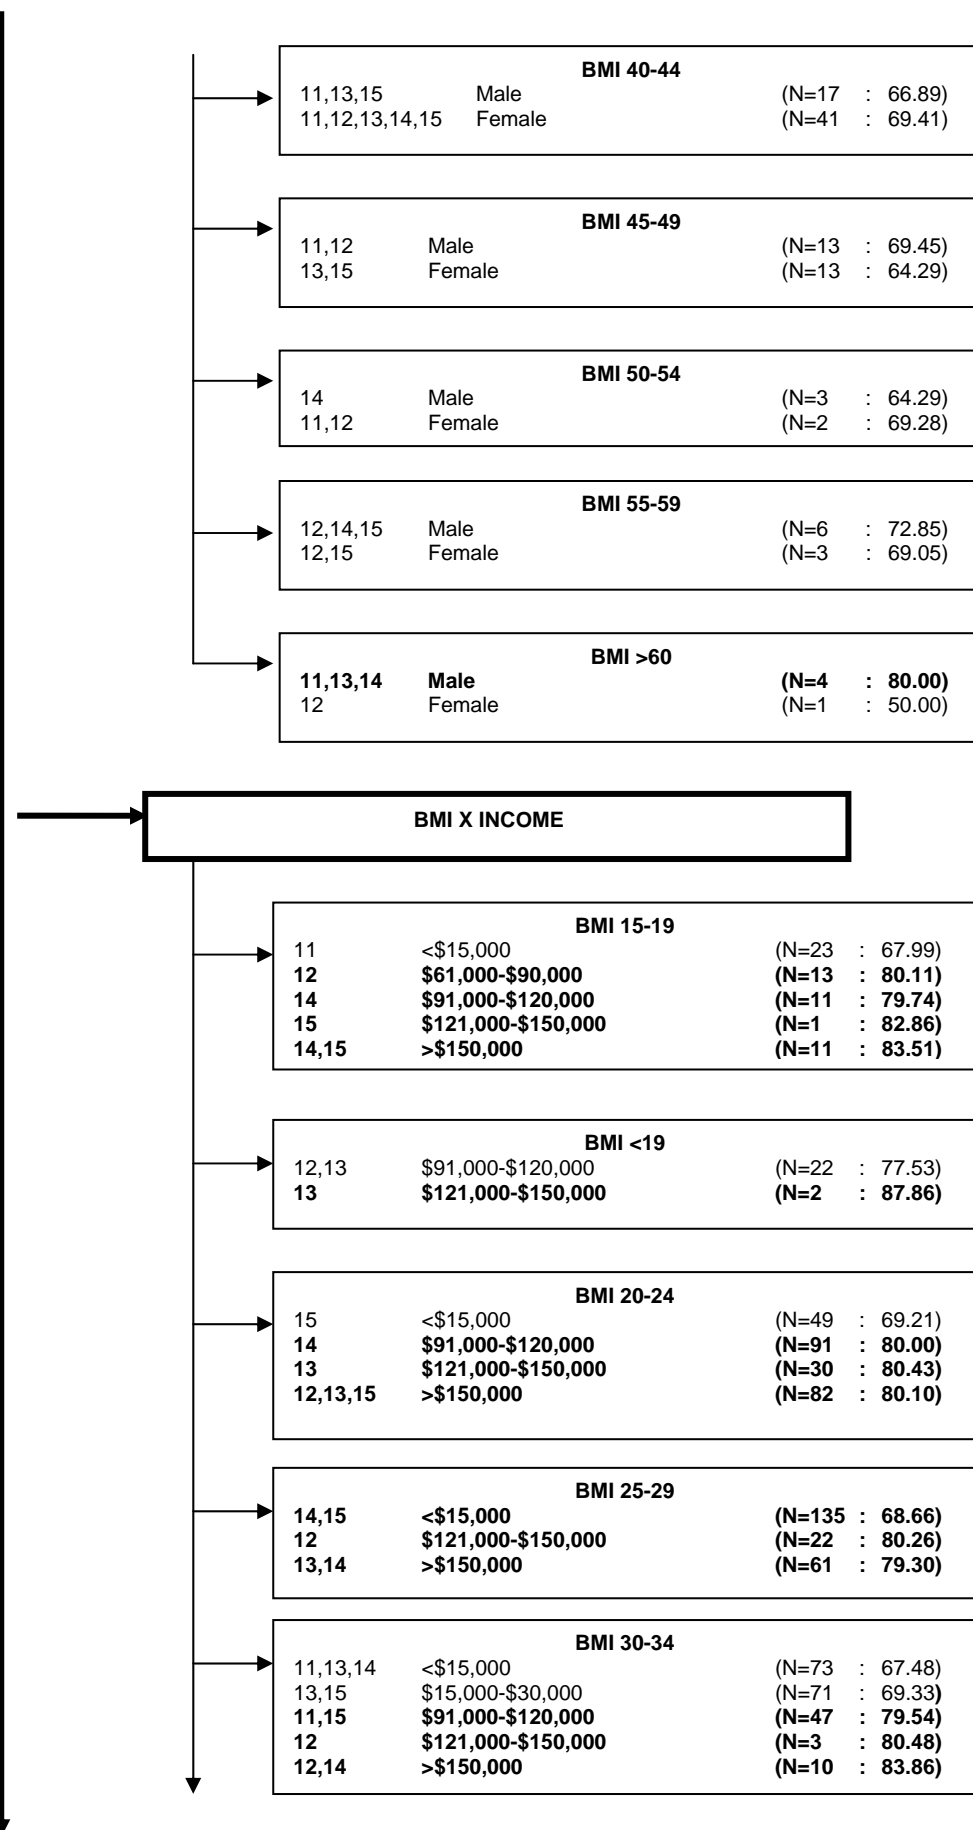 BMI 40-44
11,13,15 Male (N=17 : 66.89)
11,12,13,14,15 Female (N=41 : 69.41)
BMI 45-49
11,12 Male (N=13 : 69.45)
13,15 Female (N=13 : 64.29)
BMI 50-54
14 Male (N=3 : 64.29)
11,12 Female (N=2 : 69.28)
BMI 55-59
12,14,15 Male (N=6 : 72.85)
12,15 Female (N=3 : 69.05)
BMI >60
11,13,14 Male (N=4 : 80.00)
12 Female (N=1 : 50.00)
BMI X INCOME
BMI 15-19
11 <$15,000 (N=23 : 67.99)
12 $61,000-$90,000 (N=13 : 80.11)
14 $91,000-$120,000 (N=11 : 79.74)
15 $121,000-$150,000 (N=1 : 82.86)
14,15 >$150,000 (N=11 : 83.51)
BMI <19
12,13 $91,000-$120,000 (N=22 : 77.53)
13 $121,000-$150,000 (N=2 : 87.86)
BMI 20-24
15 <$15,000 (N=49 : 69.21)
14 $91,000-$120,000 (N=91 : 80.00)
13 $121,000-$150,000 (N=30 : 80.43)
12,13,15 >$150,000 (N=82 : 80.10)
BMI 25-29
14,15 <$15,000 (N=135 : 68.66)
12 $121,000-$150,000 (N=22 : 80.26)
13,14 >$150,000 (N=61 : 79.30)
BMI 30-34
11,13,14 <$15,000 (N=73 : 67.48)
13,15 $15,000-$30,000 (N=71 : 69.33)
11,15 $91,000-$120,000 (N=47 : 79.54)
12 $121,000-$150,000 (N=3 : 80.48)
12,14 >$150,000 (N=10 : 83.86)